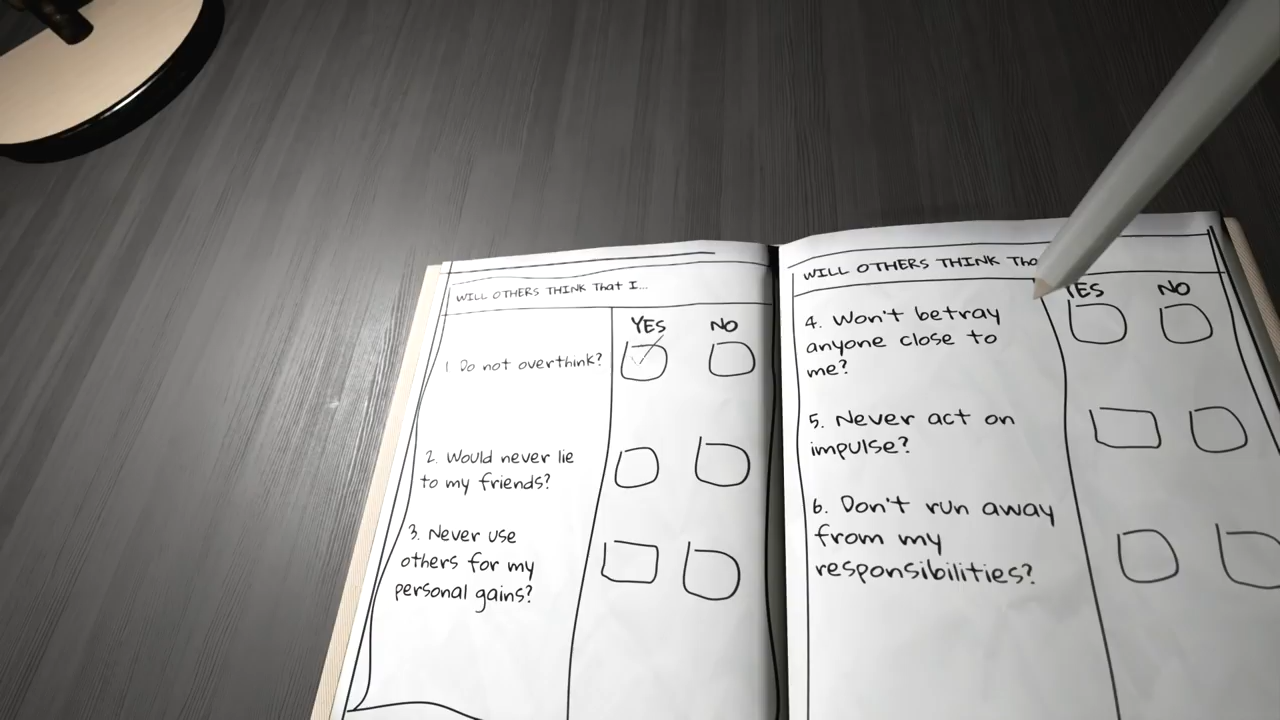 WILL OTHERS THINK That I...
YES NO
1 Do not overthink?
2. Would never lie
to my friends?
3. Never use
others for my
personal gains?
WILL OTHERS THINK
YES NO
4. Won't betray
anyone close to
me?
5. Never act on
impulse?
6. Don't run away
from my
responsibilities?